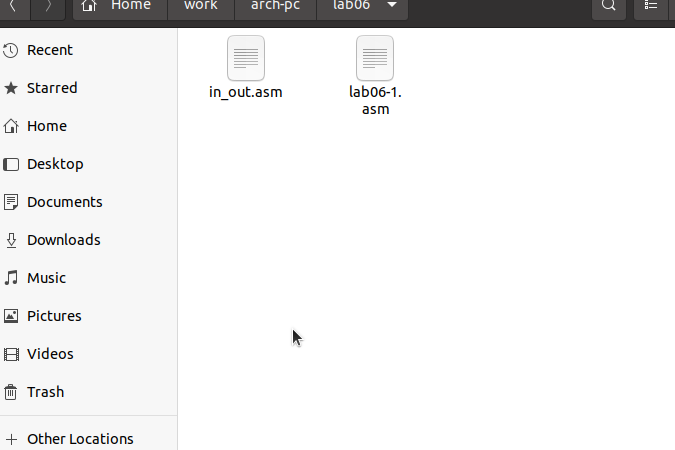 Home work arch-pc lab06
Recent
Starred
Home
Desktop
Documents
Downloads
Music
Pictures
Videos
Trash
Other Locations
in_out.asm
lab06-1.
asm